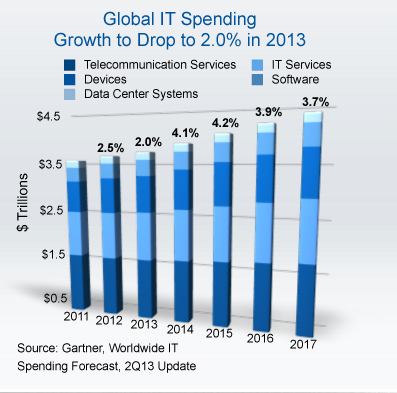 Global IT Spending
Growth to Drop to 2.0% in 2013
Telecommunication Services
IT Services
Devices
Software
Data Center Systems
$4.5
$3.5
$2.5
$1.5
$0.5
$ Trillions
2.5%
2.0%
4.1%
4.2%
3.9%
3.7%
2011
2012
2013
2014
2015
2016
2017
Source: Gartner, Worldwide IT
Spending Forecast, 2Q13 Update